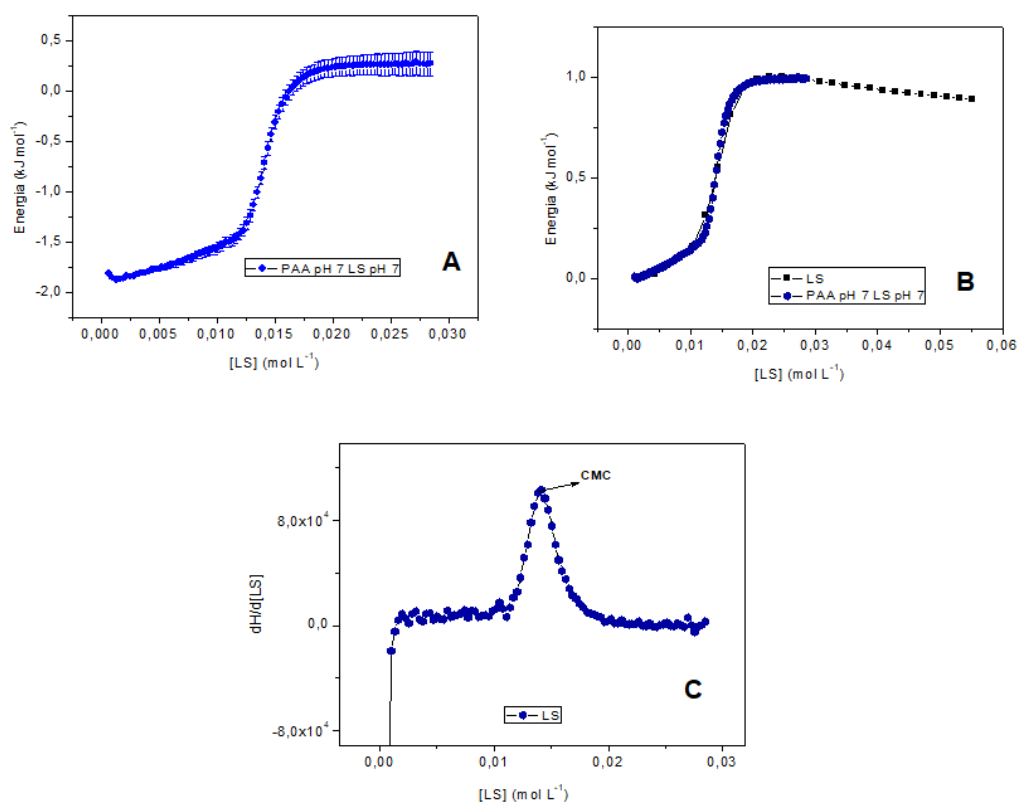 0,5
0,0
-0,5
-1,0
-1,5
-2,0
Energia (kJ mol⁻¹)
PAA pH 7 LS pH 7
A
0,000 0,005 0,010 0,015 0,020 0,025 0,030
[LS] (mol L⁻¹)
1,0
0,5
0,0
Energia (kJ mol⁻¹)
LS
PAA pH 7 LS pH 7
B
0,00 0,01 0,02 0,03 0,04 0,05 0,06
[LS] (mol L⁻¹)
CMC
8,0x10⁴
0,0
-8,0x10⁴
dH/d[LS]
C
LS
0,00 0,01 0,02 0,03
[LS] (mol L⁻¹)